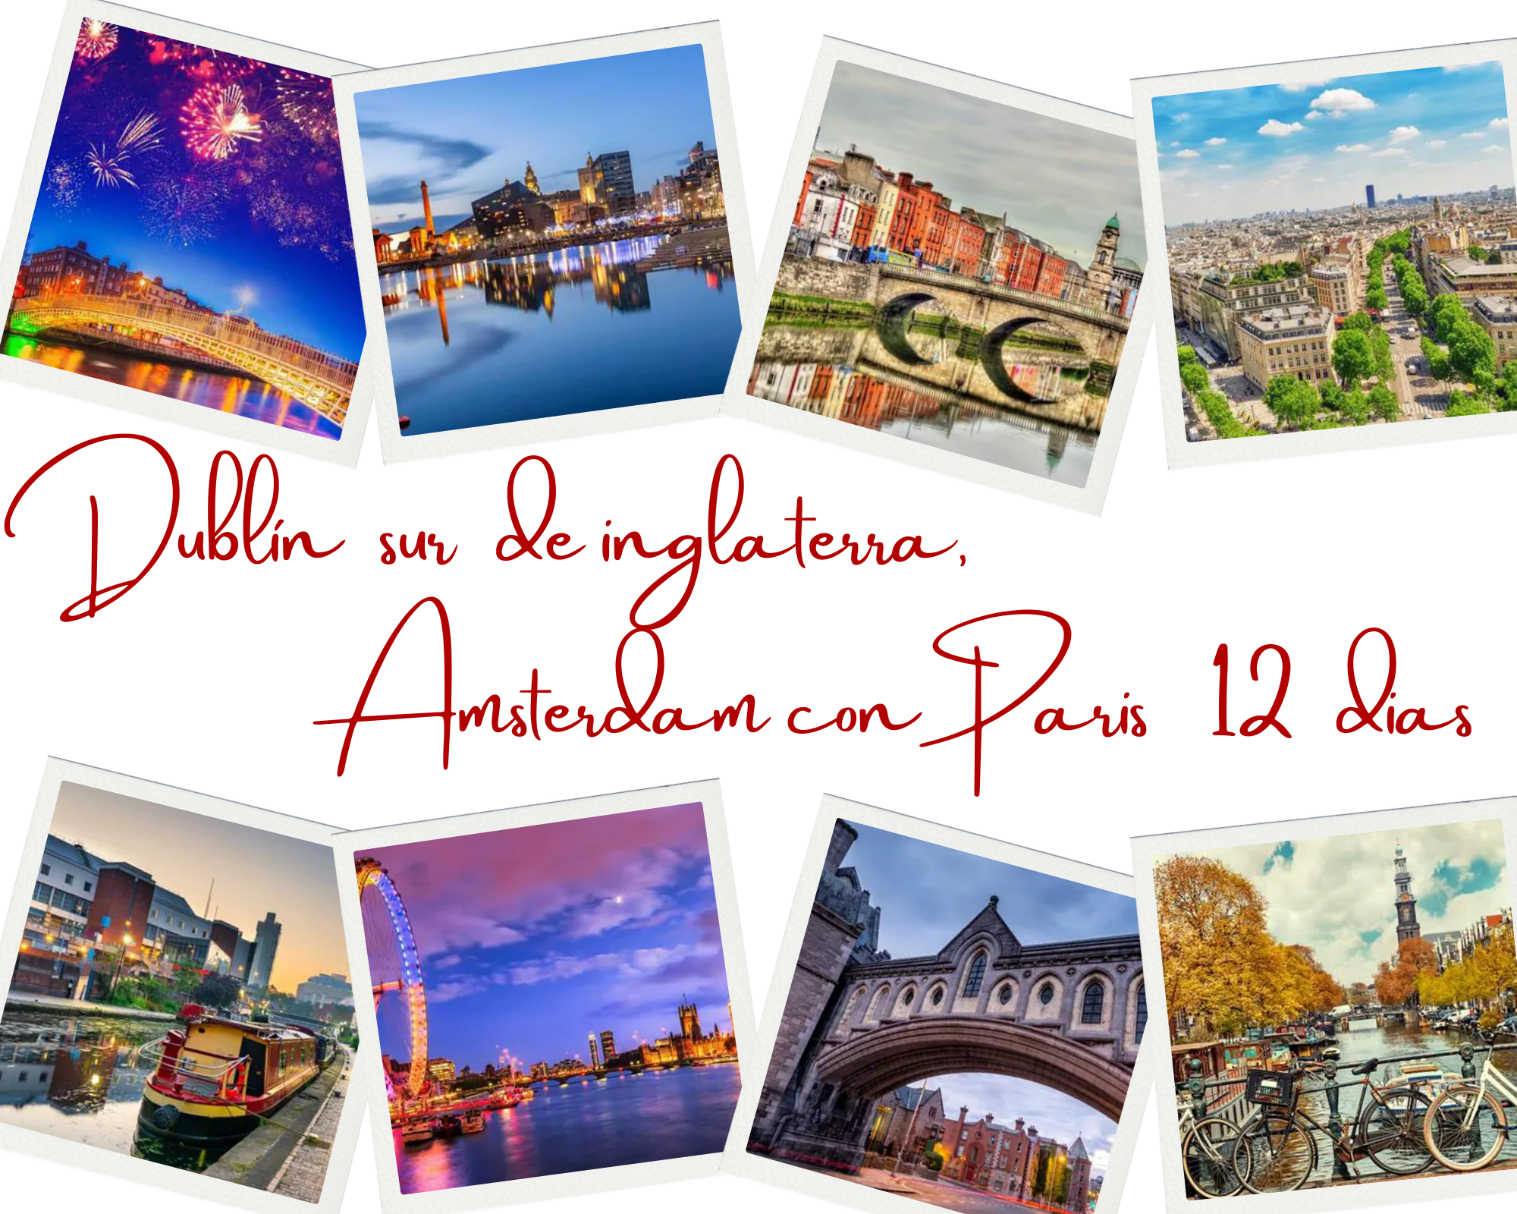 Dublín sur de inglaterra,
Amsterdam con Paris 12 dias